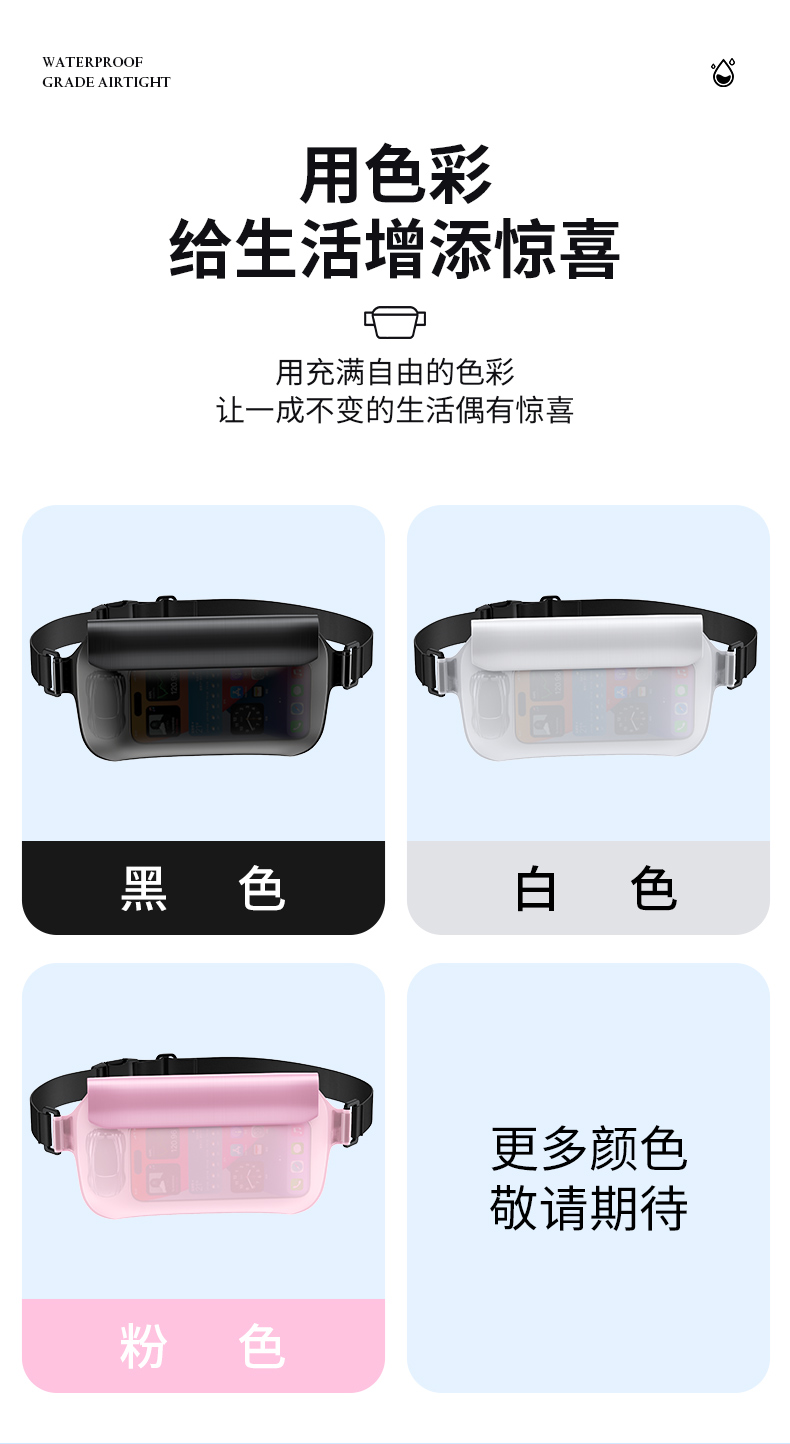 WATERPROOF
GRADE AIRTIGHT
用色彩
给生活增添惊喜
用充满自由的色彩
让一成不变的生活偶有惊喜
黑 色
白 色
粉 色
更多颜色
敬请期待